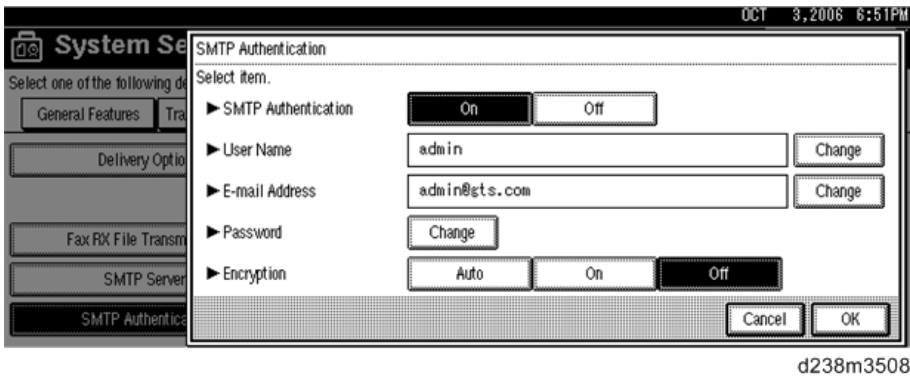 OCT 3,2006 6:51PM
System Se
SMTP Authentication
Select one of the following de
Select item.
General Features
Tra
►SMTP Authentication
On
Off
Delivery Optio
►User Name
admin
Change
►E-mail Address
admin@gts.com
Change
Fax RX File Transm
►Password
Change
SMTP Server
►Encryption
Auto
On
Off
SMTP Authentica
Cancel
OK
d238m3508